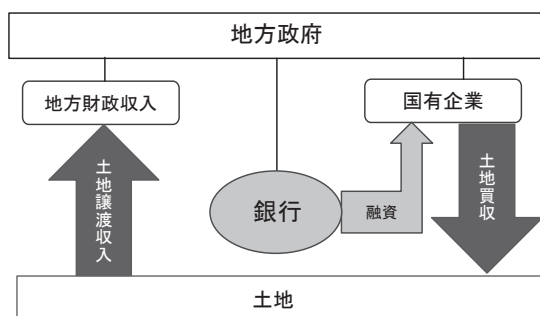 地方政府
地方財政収入
国有企業
土地譲渡収入
銀行
融資
土地買収
土地